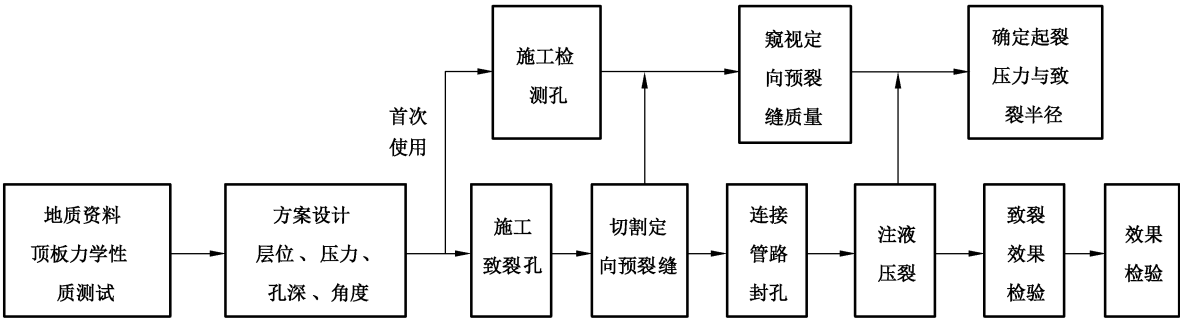 施工检
测孔
窥视定
向预裂
缝质量
确定起裂
压力与致
裂半径
首次
使用
地质资料
顶板力学性
质测试
方案设计
层位、压力、
孔深、角度
施工
致裂孔
切割定
向预裂缝
连接
管路
封孔
注液
压裂
致裂
效果
检验
效果
检验